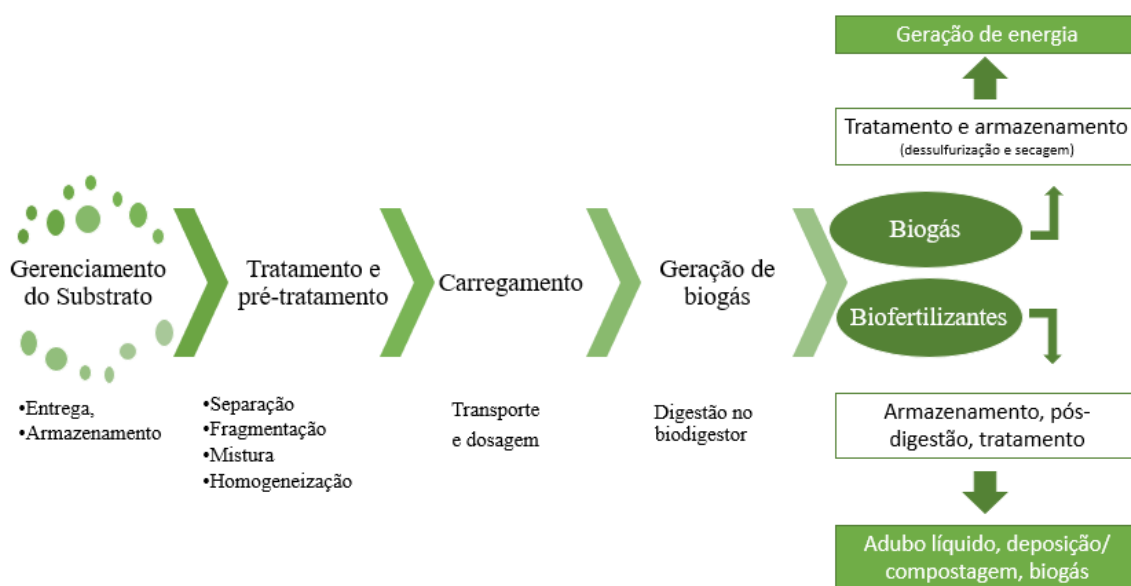 Geração de energia
Tratamento e armazenamento
(dessulfurização e secagem)
Biogás
Gerenciamento
do Substrato
Tratamento e
pré-tratamento
Carregamento
Geração de
biogás
Biofertilizantes
•Entrega,
•Armazenamento
•Separação
•Fragmentação
•Mistura
•Homogeneização
Transporte
e dosagem
Digestão no
biodigestor
Armazenamento, pós-
digestão, tratamento
Adubo líquido, deposição/
compostagem, biogás